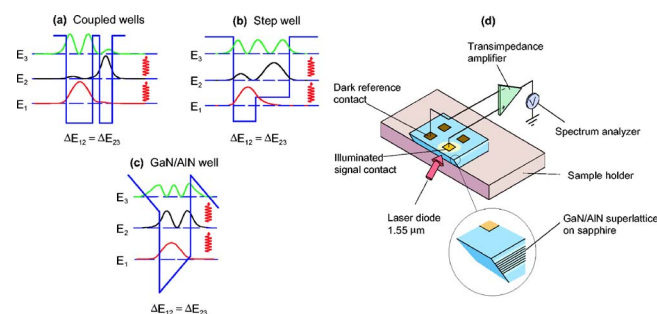 (a) Coupled wells
E3
E2
E1
ΔE12 = ΔE23
(b) Step well
E3
E2
E1
ΔE12 = ΔE23
(c) GaN/AlN well
E3
E2
E1
ΔE12 = ΔE23
(d)
Transimpedance
amplifier
Dark reference
contact
V
Spectrum analyzer
Illuminated
signal contact
Sample holder
Laser diode
1.55 μm
GaN/AlN superlattice
on sapphire